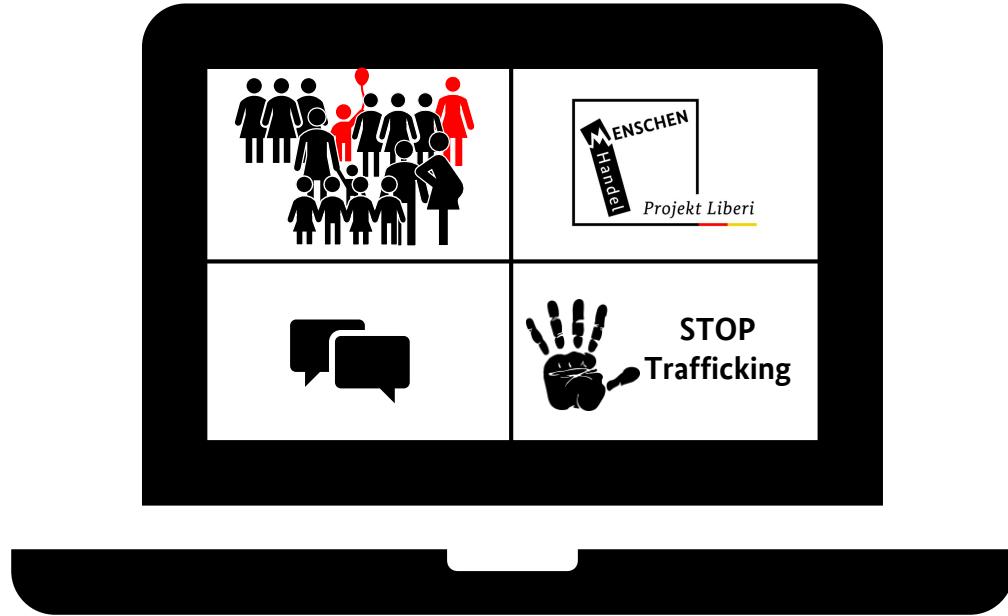 MENSCHEN
Handel
Projekt Liberi
STOP
Trafficking